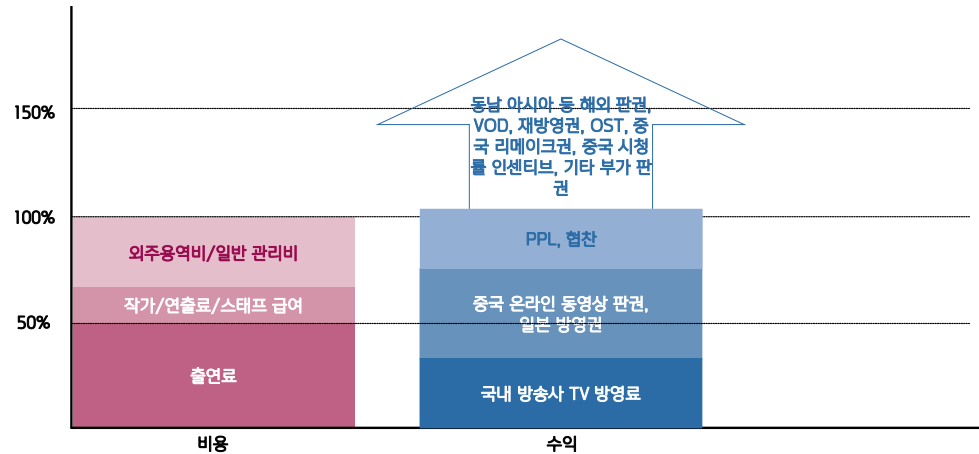 동남 아시아 등 해외 판권,
VOD, 재방영권, OST, 중
국 리메이크권, 중국 시청
률 인센티브, 기타 부가 판
권
150%
100%
50%
외주용역비/일반 관리비
작가/연출료/스태프 급여
출연료
PPL, 협찬
중국 온라인 동영상 판권,
일본 방영권
국내 방송사 TV 방영료
비용
수익